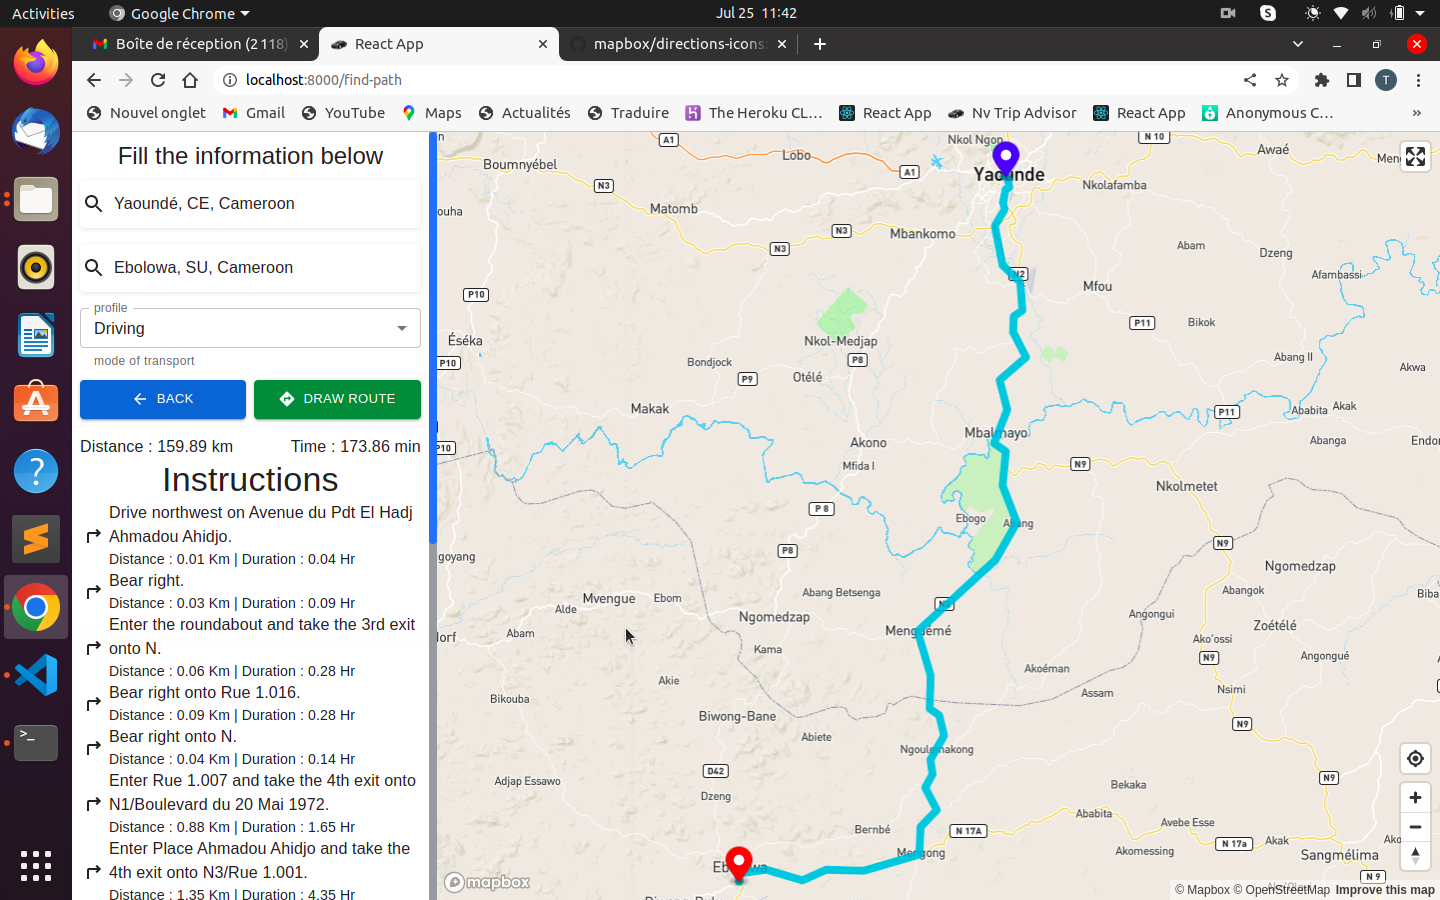 Activities
Google Chrome
Jul 25 11:42
Boîte de réception (2 118)
React App
mapbox/directions-icons:
localhost:8000/find-path
T
Nouvel onglet
Gmail
YouTube
Maps
Actualités
Traduire
The Heroku CL…
React App
Nv Trip Advisor
React App
Anonymous C…
»
Fill the information below
Yaoundé, CE, Cameroon
Ebolowa, SU, Cameroon
profile
Driving
mode of transport
BACK
DRAW ROUTE
Distance : 159.89 km
Time : 173.86 min
Instructions
Drive northwest on Avenue du Pdt El Hadj
Ahmadou Ahidjo.
Distance : 0.01 Km | Duration : 0.04 Hr
Bear right.
Distance : 0.03 Km | Duration : 0.09 Hr
Enter the roundabout and take the 3rd exit
onto N.
Distance : 0.06 Km | Duration : 0.28 Hr
Bear right onto Rue 1.016.
Distance : 0.09 Km | Duration : 0.28 Hr
Bear right onto N.
Distance : 0.04 Km | Duration : 0.14 Hr
Enter Rue 1.007 and take the 4th exit onto
N1/Boulevard du 20 Mai 1972.
Distance : 0.88 Km | Duration : 1.65 Hr
Enter Place Ahmadou Ahidjo and take the
4th exit onto N3/Rue 1.001.
Distance : 1.35 Km | Duration : 4.35 Hr
A1
Nkol Ngon
N 10
Awaé
Boumnyébel
Lobo
A1
Yaounde
Nkolafamba
N3
Matomb
N3
N3
Mbankomo
Abam
Dzeng
N2
Afambassi
P10
Mfou
P11
Bikok
Éséka
Nkol-Medjap
P10
Bondjock
P8
Abang II
Akwa
P9
Otélé
Makak
P11
Ababita
Akak
P10
Akono
Mbalmayo
Abanga
Mfida I
N9
Nkolmetet
P 8
Ebogo
Abang
N9
goyang
P8
Ngomedzap
Abang Betsenga
Abangok
Mvengue
Ebom
Alde
Ngomedzap
Angongui
Zoétélé
Abam
Menguémé
Ako'ossi
Kama
N9
Angongué
Akoéman
Akie
Nsimi
Bikouba
Assam
Biwong-Bane
N9
Abiete
Ngoulemakong
D42
N9
Adjap Essawo
Dzeng
Bekaka
Ababita
Bernbé
N 17A
Avebe Esse
Akak
N 17a
Mengong
Akomessing
Sangmélima
Ebolowa
N 9
mapbox
© Mapbox © OpenStreetMap Improve this map